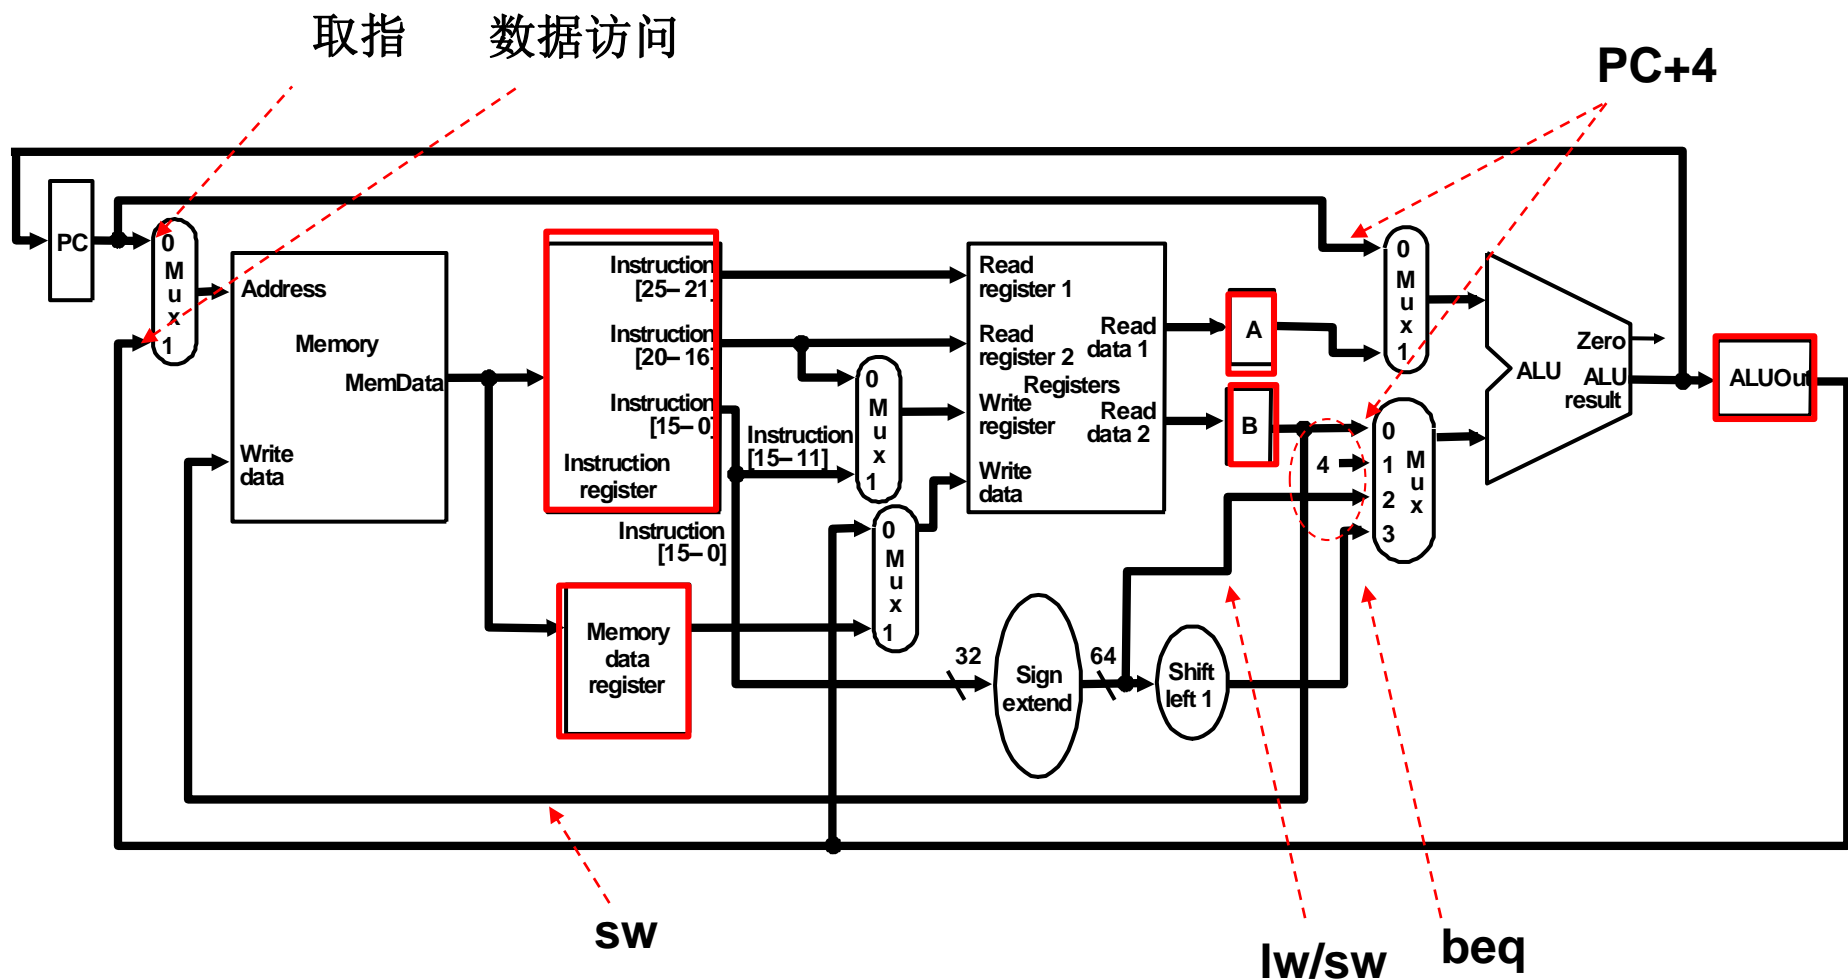 取指
数据访问
PC+4
PC
0
M
u
x
1
Address
Memory
MemData
Write
data
Instruction
[25–21]
Instruction
[20–16]
Instruction
[15–0]
Instruction
register
Instruction
[15–11]
Instruction
[15–0]
Memory
data
register
0
M
u
x
1
0
M
u
x
1
Read
register 1
Read
register 2
Registers
Write
register
Write
data
Read
data 1
Read
data 2
A
B
4
0
M
u
x
1
0
1
2
3
M
u
x
Zero
ALU
ALU
result
ALUOut
32
Sign
extend
64
Shift
left 1
sw
lw/sw
beq